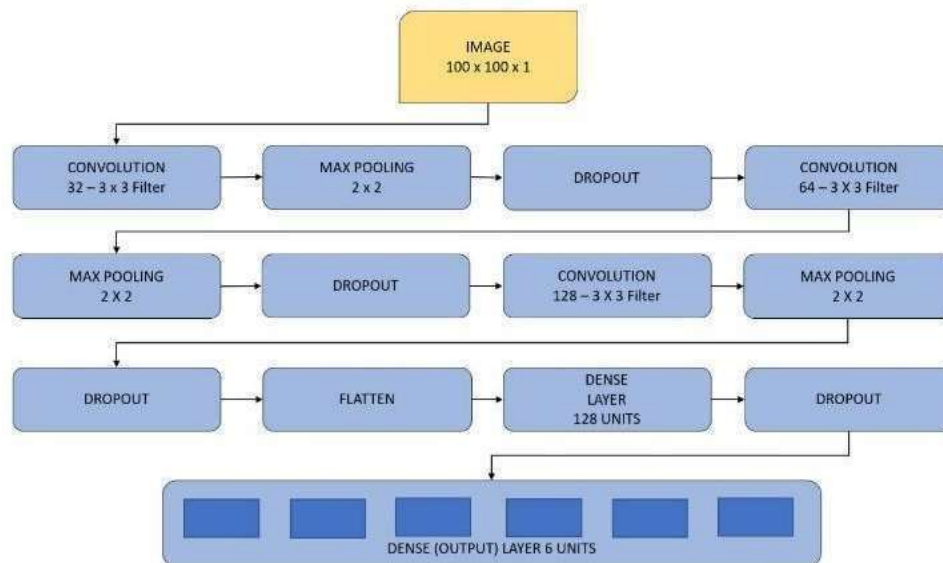 IMAGE
100 x 100 x 1
CONVOLUTION
32 – 3 x 3 Filter
MAX POOLING
2 x 2
DROPOUT
CONVOLUTION
64 – 3 X 3 Filter
MAX POOLING
2 X 2
DROPOUT
CONVOLUTION
128 – 3 X 3 Filter
MAX POOLING
2 X 2
DROPOUT
FLATTEN
DENSE
LAYER
128 UNITS
DROPOUT
DENSE (OUTPUT) LAYER 6 UNITS